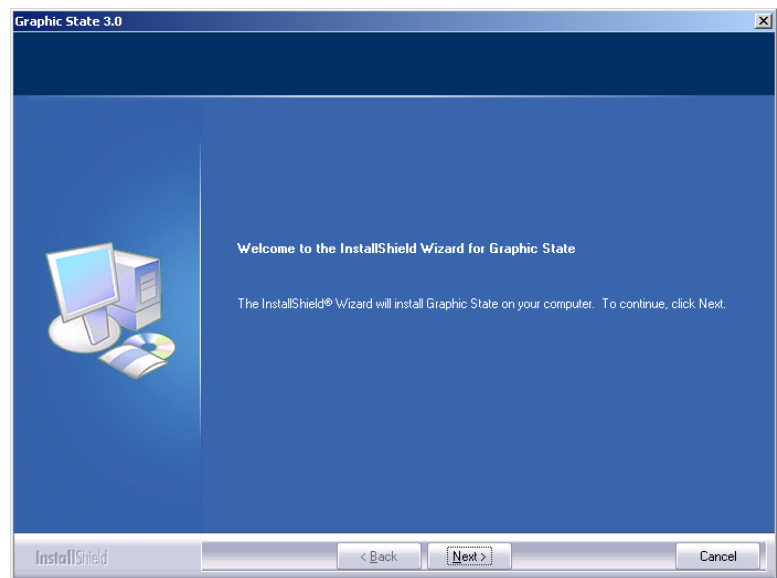 Graphic State 3.0
Welcome to the InstallShield Wizard for Graphic State
The InstallShield® Wizard will install Graphic State on your computer. To continue, click Next.
InstallShield
< Back
Next >
Cancel